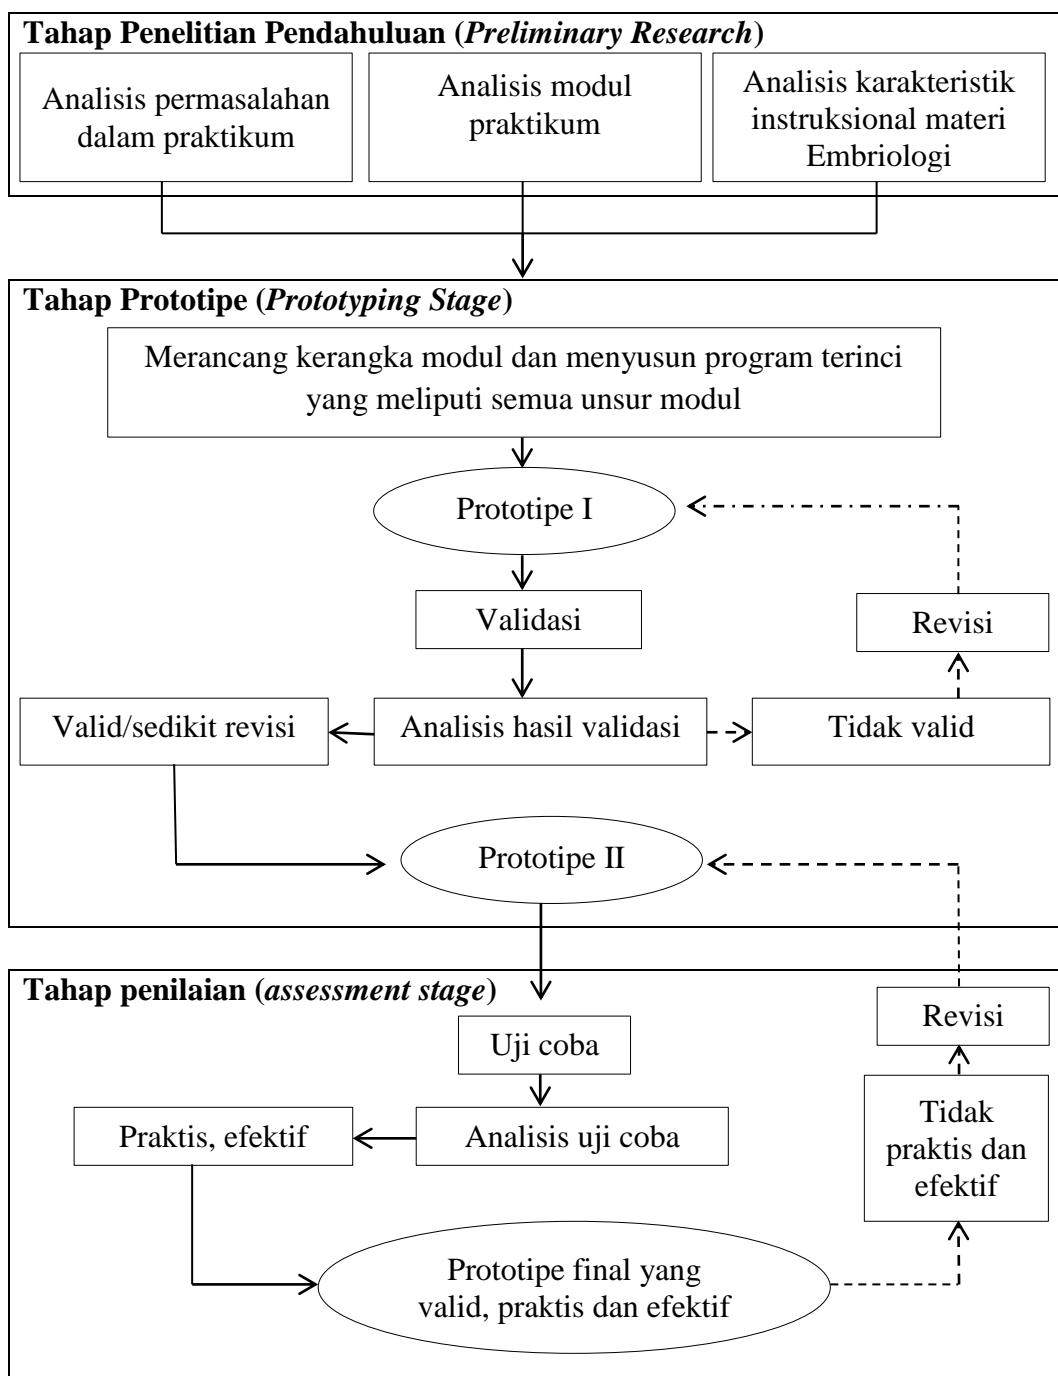 Tahap Penelitian Pendahuluan (Preliminary Research)
Analisis permasalahan
dalam praktikum
Analisis modul
praktikum
Analisis karakteristik
instruksional materi
Embriologi
Tahap Prototipe (Prototyping Stage)
Merancang kerangka modul dan menyusun program terinci
yang meliputi semua unsur modul
Prototipe I
Validasi
Revisi
Valid/sedikit revisi
Analisis hasil validasi
Tidak valid
Prototipe II
Tahap penilaian (assessment stage)
Revisi
Uji coba
Praktis, efektif
Analisis uji coba
Tidak
praktis dan
efektif
Prototipe final yang
valid, praktis dan efektif